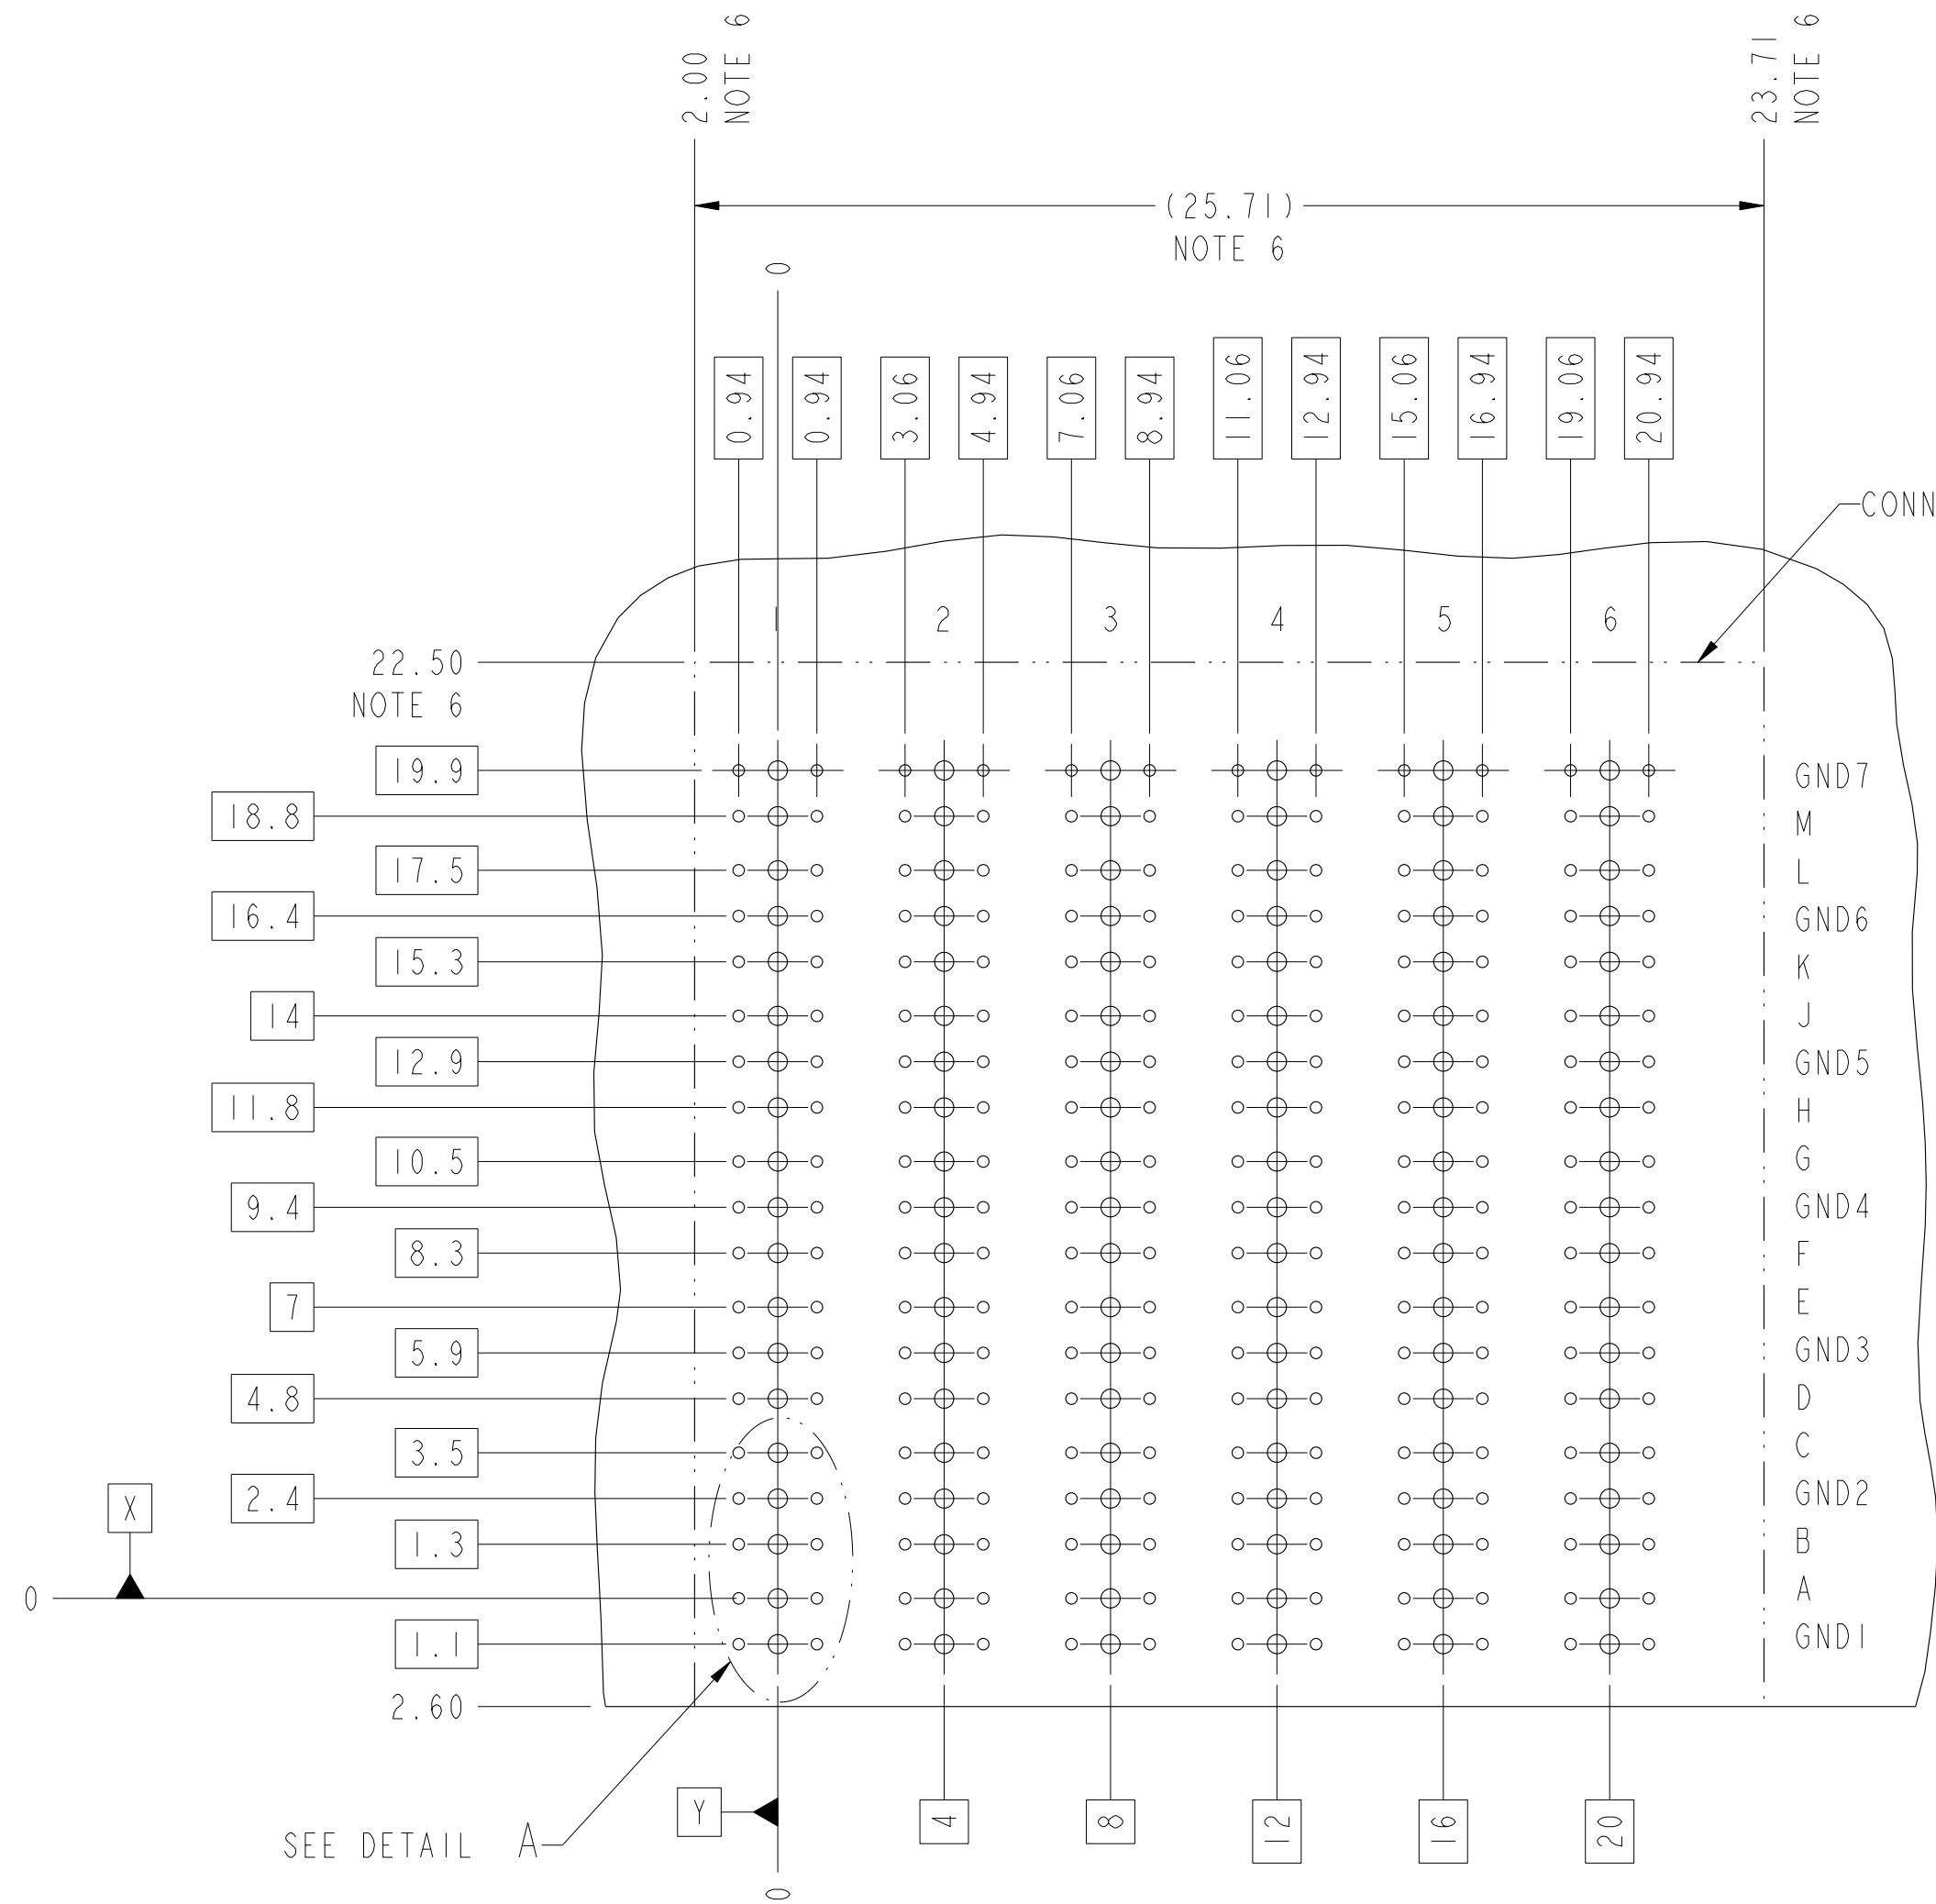 2.00
NOTE 6
23.71
NOTE 6
(25.71)
NOTE 6
0
0.94
0.94
3.06
4.94
7.06
8.94
11.06
12.94
15.06
16.94
19.06
20.94
CONN
1 2 3 4 5 6
22.50
NOTE 6
19.9
GND7
18.8
M
17.5
L
16.4
GND6
15.3
K
14
J
12.9
GND5
11.8
H
10.5
G
9.4
GND4
8.3
F
7
E
5.9
GND3
4.8
D
3.5
C
2.4
GND2
X
1.3
B
0
A
1.1
GND1
2.60
Y
4
8
12
16
20
SEE DETAIL A
0